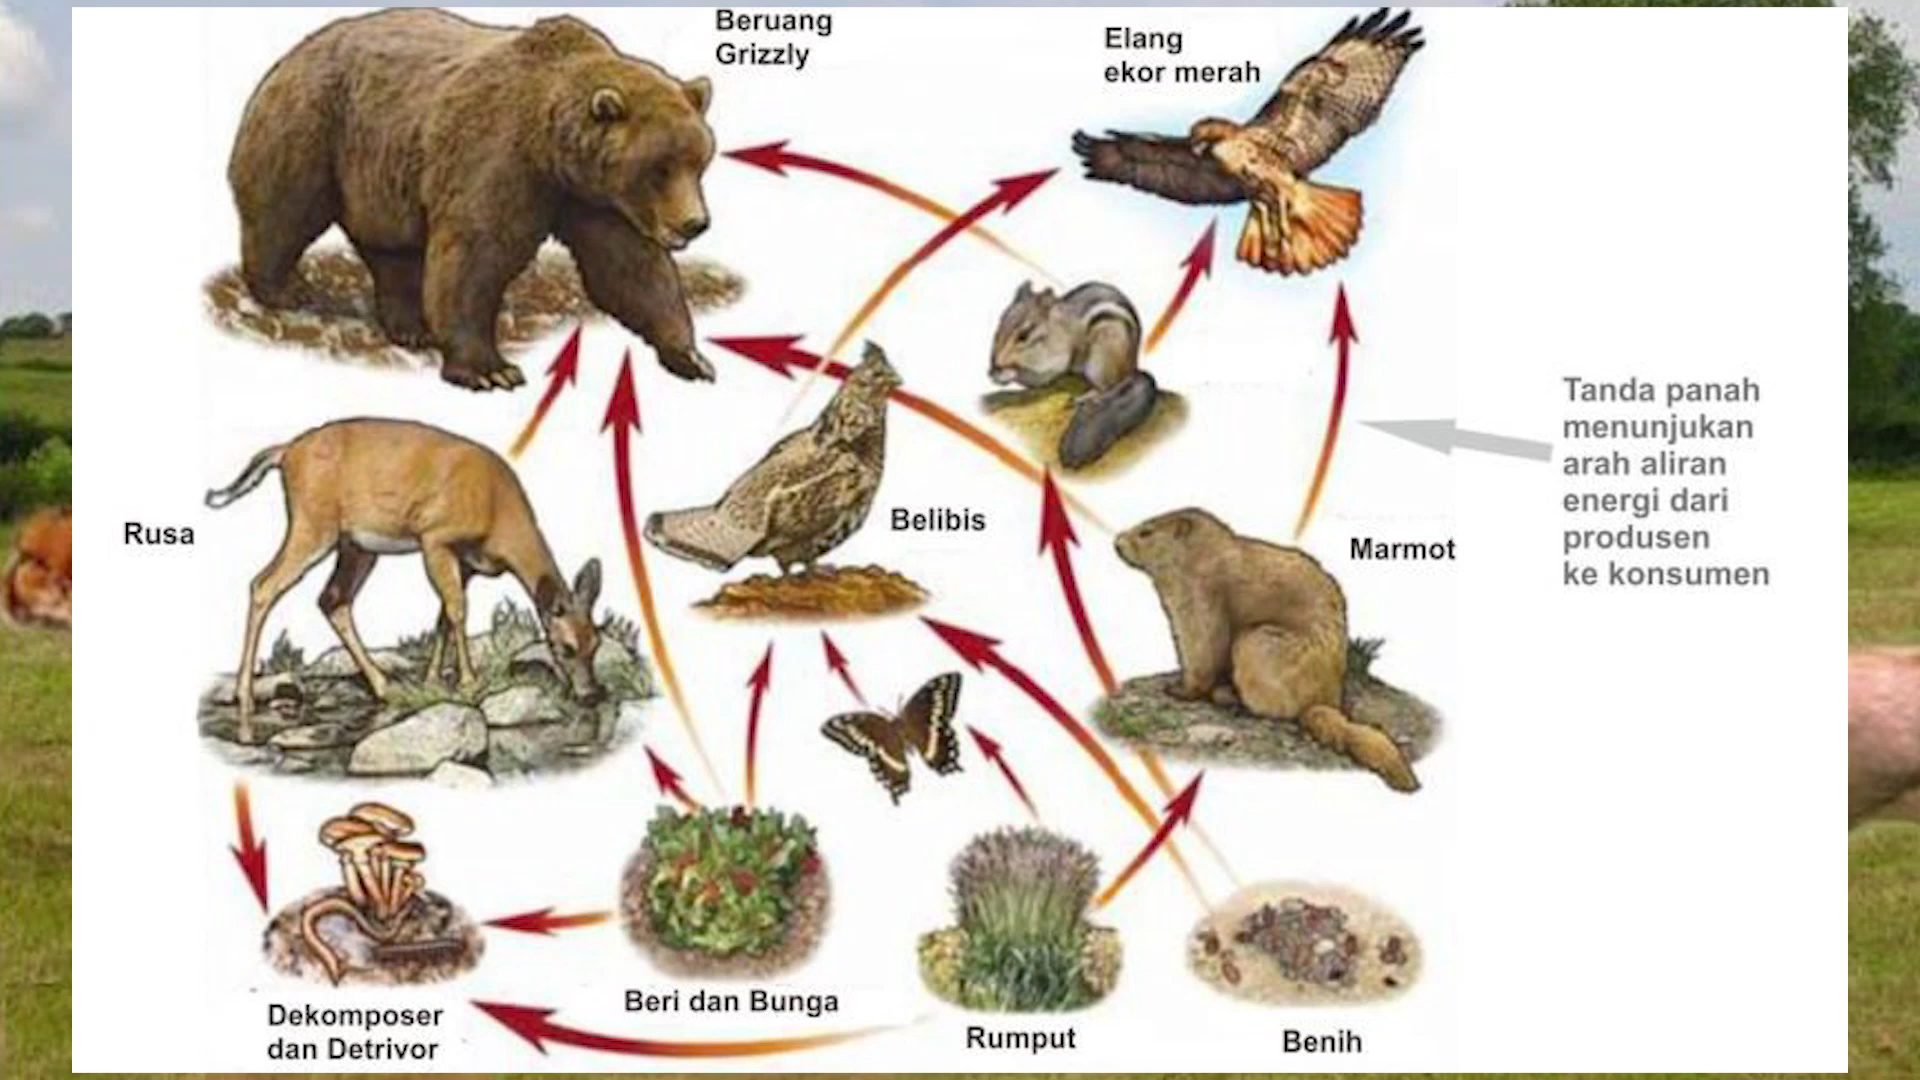 Beruang
Grizzly
Elang
ekor merah
Tanda panah
menunjukan
arah aliran
energi dari
produsen
ke konsumen
Rusa
Belibis
Marmot
Beri dan Bunga
Dekomposer
dan Detrivor
Rumput
Benih